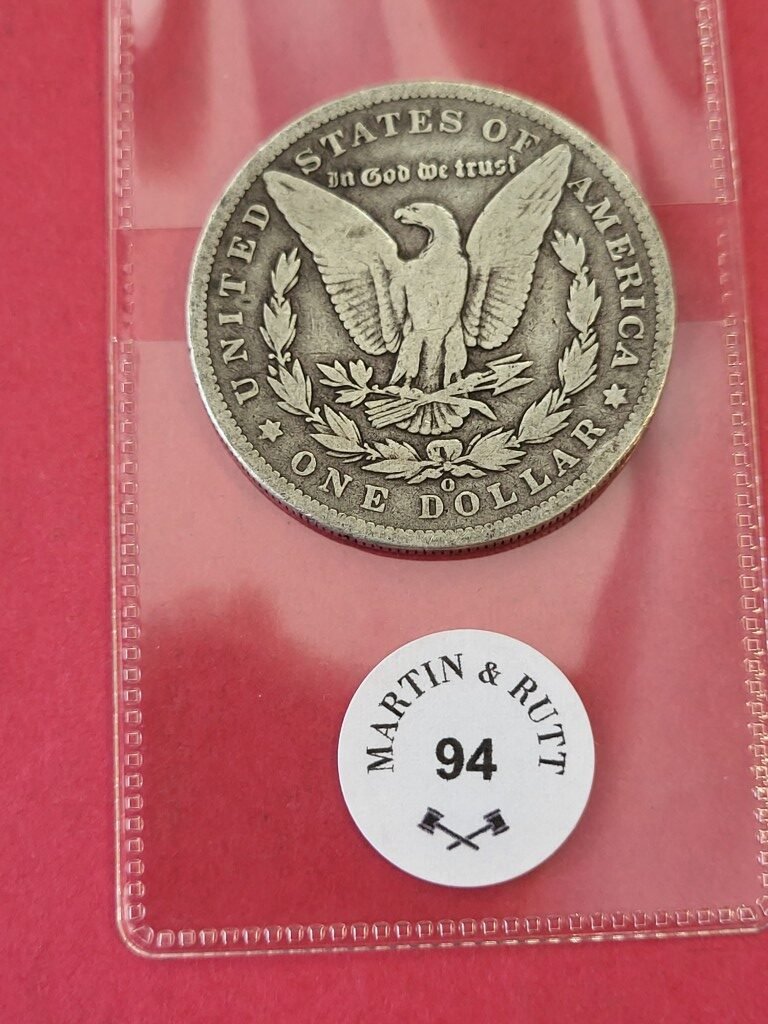 UNITED STATES OF AMERICA
In God we trust
O
ONE DOLLAR
MARTIN & RUTT
94